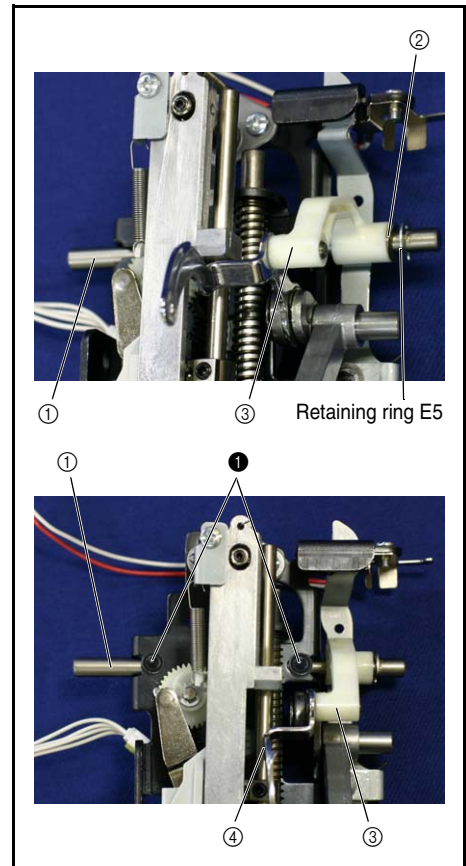 ②
① ③ Retaining ring E5
① ❶
④ ③